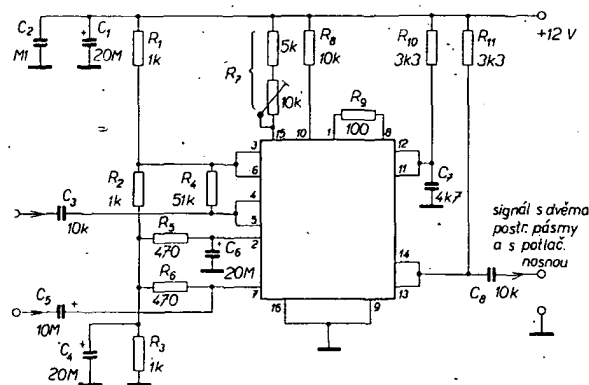 C2
M1
C1
20M
R1
1k
R7
5k
10k
R8
10k
R10
3k3
R11
3k3
+12 V
R9
100
15
10
1
8
3
6
4
5
2
7
12
11
14
13
16
9
R2
1k
R4
51k
C3
10k
R5
470
C6
20M
R6
470
C5
10M
C4
20M
R3
1k
C7
4k7
signál s dvěma
postr. pásmy
a s potlač.
nosnou
C8
10k